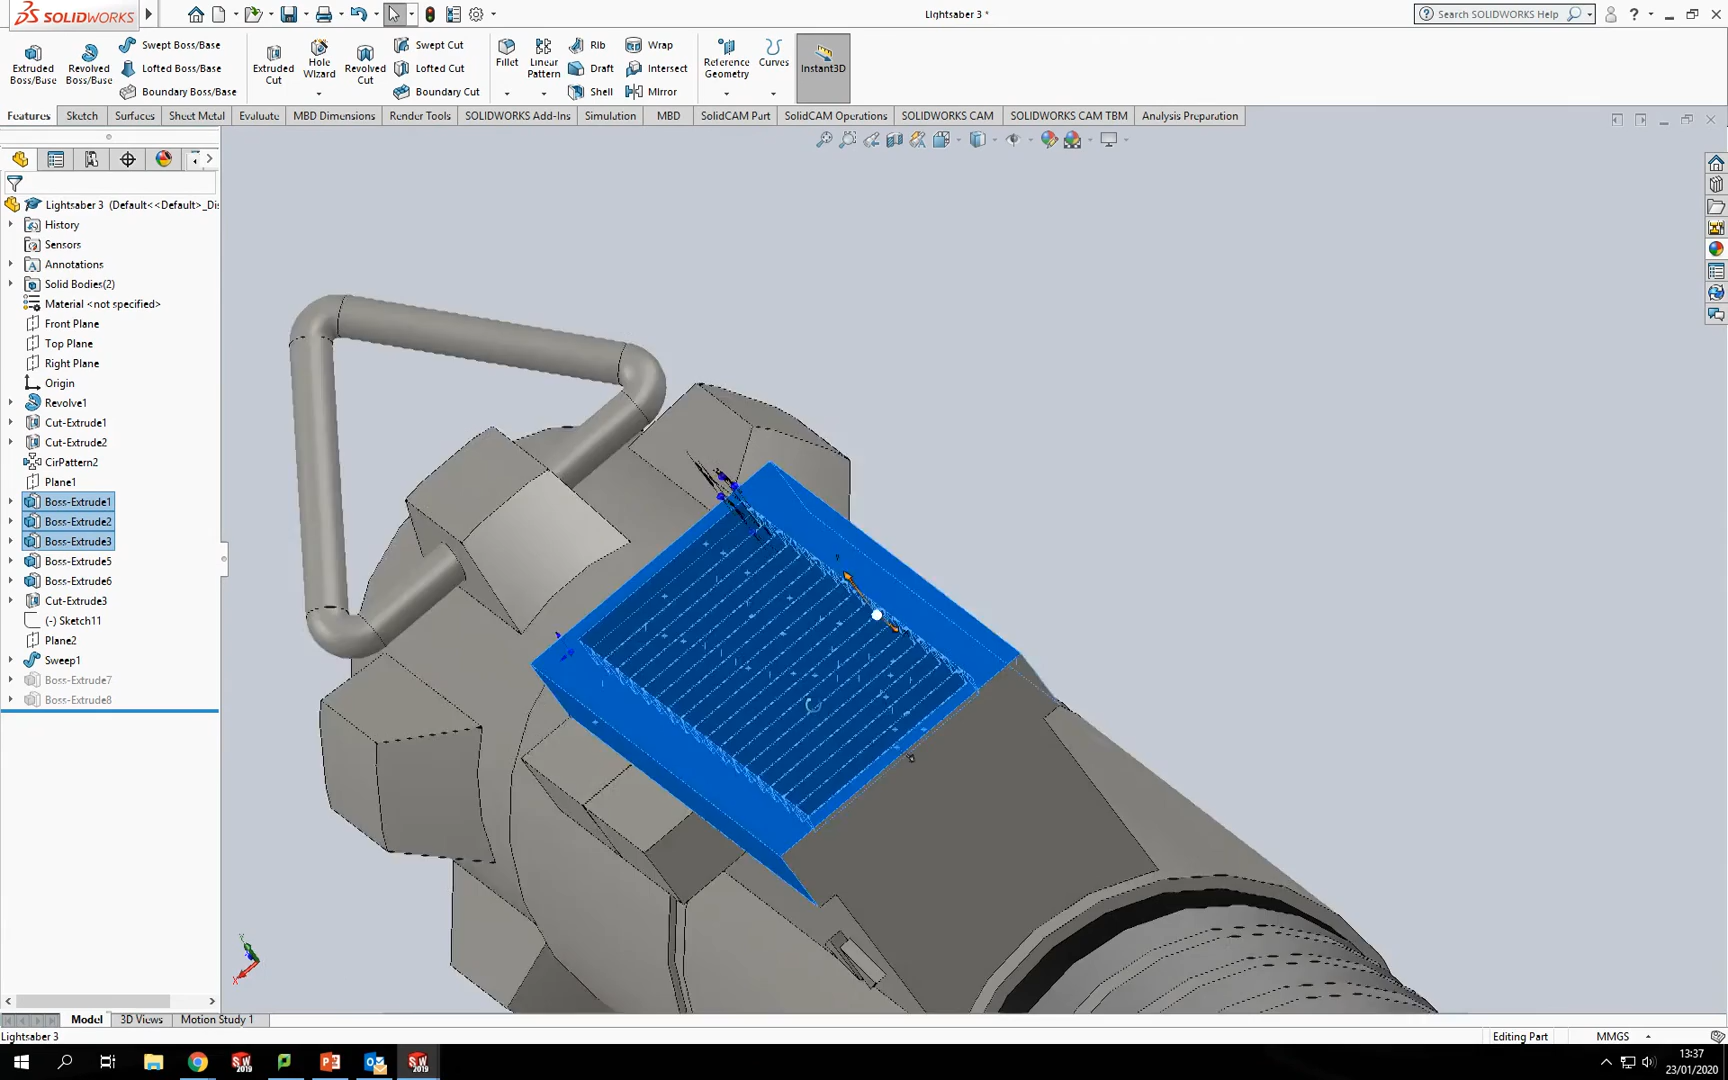 SOLIDWORKS
Lightsaber 3 *
Search SOLIDWORKS Help
Extruded Boss/Base
Revolved Boss/Base
Swept Boss/Base
Lofted Boss/Base
Boundary Boss/Base
Extruded Cut
Hole Wizard
Revolved Cut
Swept Cut
Lofted Cut
Boundary Cut
Fillet
Linear Pattern
Rib
Draft
Shell
Wrap
Intersect
Mirror
Reference Geometry
Curves
Instant3D
Features
Sketch
Surfaces
Sheet Metal
Evaluate
MBD Dimensions
Render Tools
SOLIDWORKS Add-Ins
Simulation
MBD
SolidCAM Part
SolidCAM Operations
SOLIDWORKS CAM
SOLIDWORKS CAM TBM
Analysis Preparation
Lightsaber 3 (Default<<Default>_Dis
History
Sensors
Annotations
Solid Bodies(2)
Material <not specified>
Front Plane
Top Plane
Right Plane
Origin
Revolve1
Cut-Extrude1
Cut-Extrude2
CirPattern2
Plane1
Boss-Extrude1
Boss-Extrude2
Boss-Extrude3
Boss-Extrude5
Boss-Extrude6
Cut-Extrude3
(-) Sketch11
Plane2
Sweep1
Boss-Extrude7
Boss-Extrude8
Y
X
Model
3D Views
Motion Study 1
Lightsaber 3
Editing Part
MMGS
SW 2019
SW 2019
13:37
23/01/2020